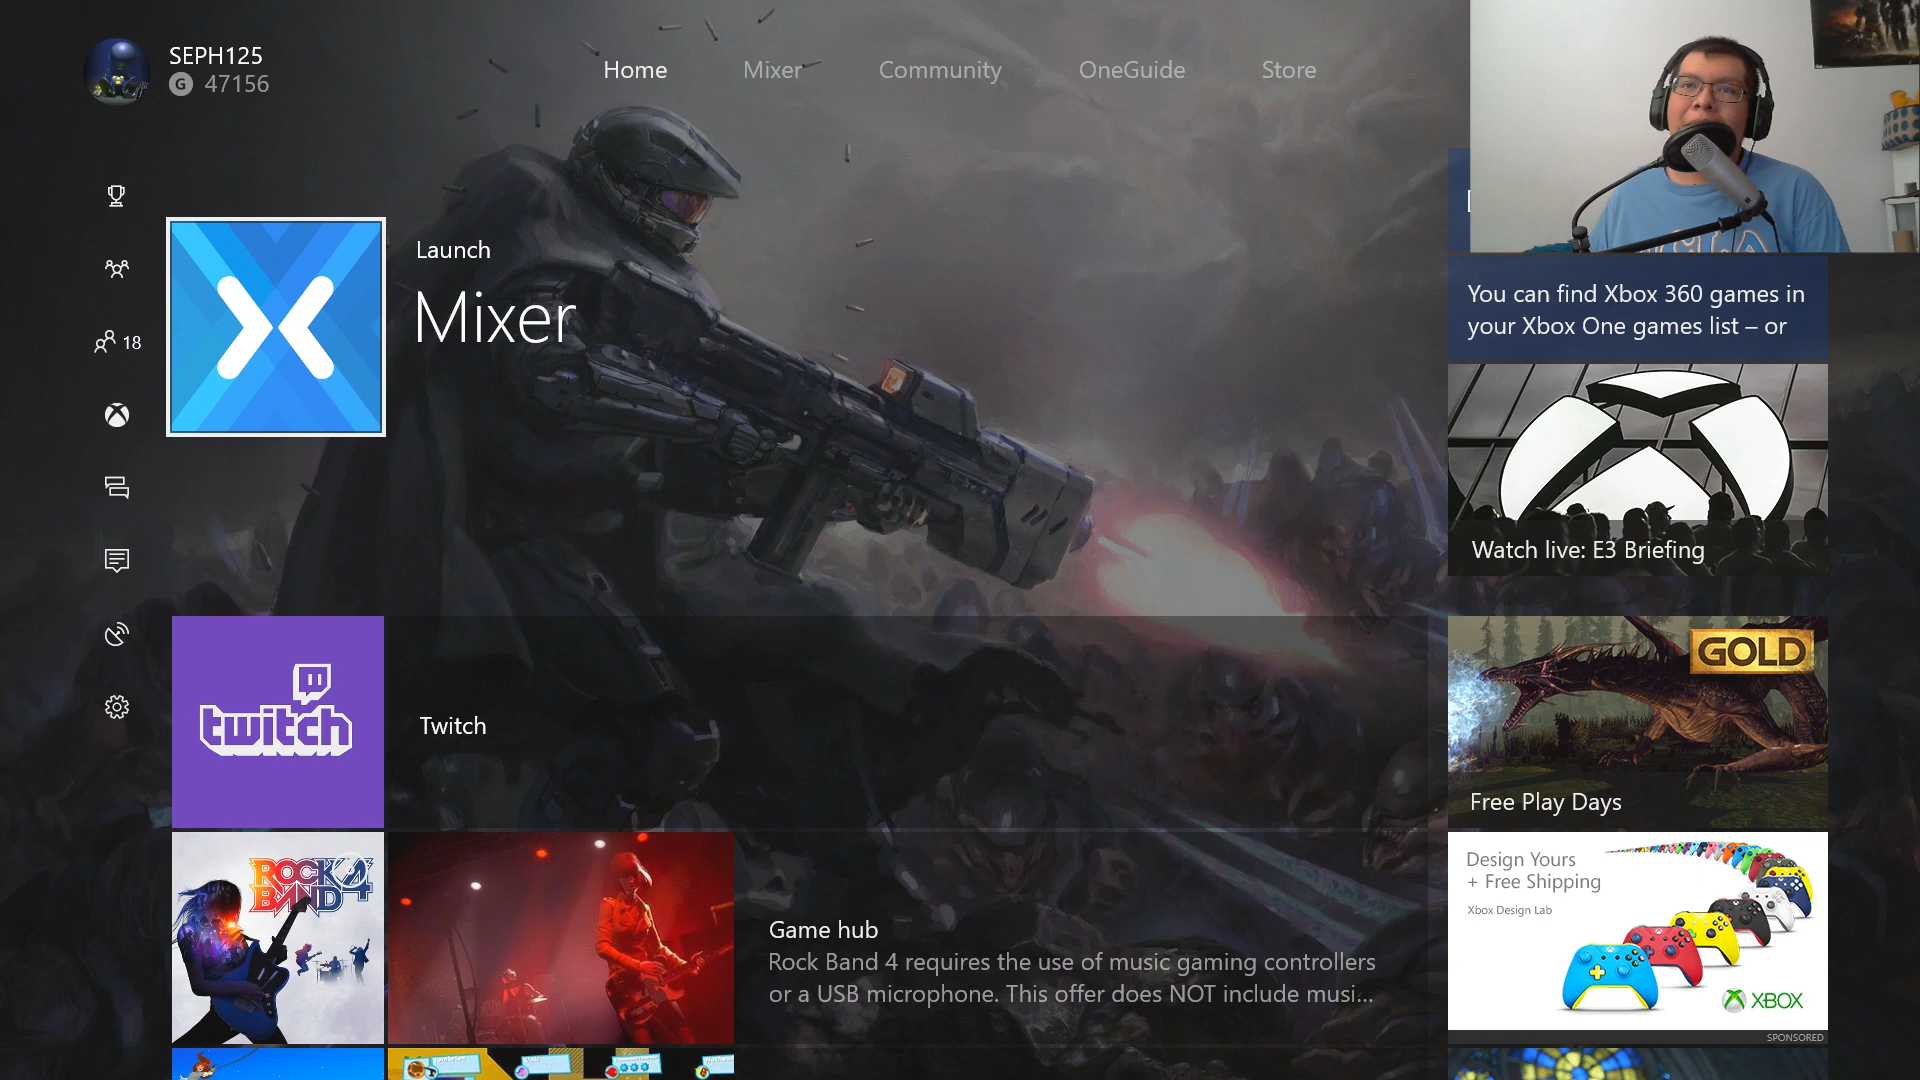 SEPH125
G 47156
Home
Mixer
Community
OneGuide
Store
18
Launch
Mixer
You can find Xbox 360 games in
your Xbox One games list – or
Watch live: E3 Briefing
twitch
Twitch
GOLD
Free Play Days
ROCK
BAND 4
Game hub
Rock Band 4 requires the use of music gaming controllers
or a USB microphone. This offer does NOT include musi...
Design Yours
+ Free Shipping
Xbox Design Lab
XBOX
SPONSORED